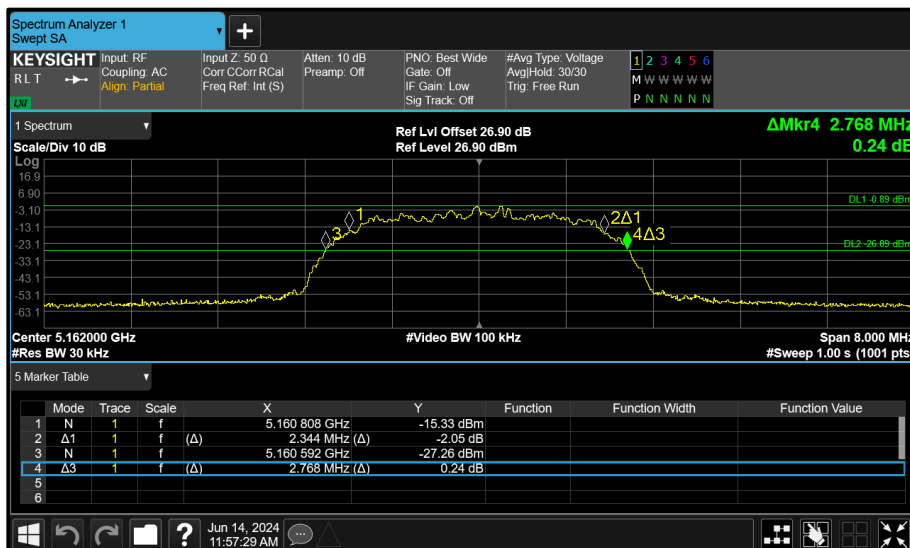 Spectrum Analyzer 1
Swept SA
KEYSIGHT
R L T
LXI
Input: RF
Coupling: AC
Align: Partial
Input Z: 50 Ω
Corr CCorr RCal
Freq Ref: Int (S)
Atten: 10 dB
Preamp: Off
PNO: Best Wide
Gate: Off
IF Gain: Low
Sig Track: Off
#Avg Type: Voltage
Avg|Hold: 30/30
Trig: Free Run
1 2 3 4 5 6
M W W W W W
P N N N N N
1 Spectrum
Scale/Div 10 dB
Ref Lvl Offset 26.90 dB
Ref Level 26.90 dBm
ΔMkr4 2.768 MHz
0.24 dB
Log
16.9
6.90
-3.10
-13.1
-23.1
-33.1
-43.1
-53.1
-63.1
DL1 -0.89 dBm
DL2 -26.89 dBm
1
3
2Δ1
4Δ3
Center 5.162000 GHz
#Video BW 100 kHz
Span 8.000 MHz
#Res BW 30 kHz
#Sweep 1.00 s (1001 pts
5 Marker Table
Mode Trace Scale X Y Function Function Width Function Value
1 N 1 f 5.160 808 GHz -15.33 dBm
2 Δ1 1 f (Δ) 2.344 MHz (Δ) -2.05 dB
3 N 1 f 5.160 592 GHz -27.26 dBm
4 Δ3 1 f (Δ) 2.768 MHz (Δ) 0.24 dB
5
6
Jun 14, 2024
11:57:29 AM